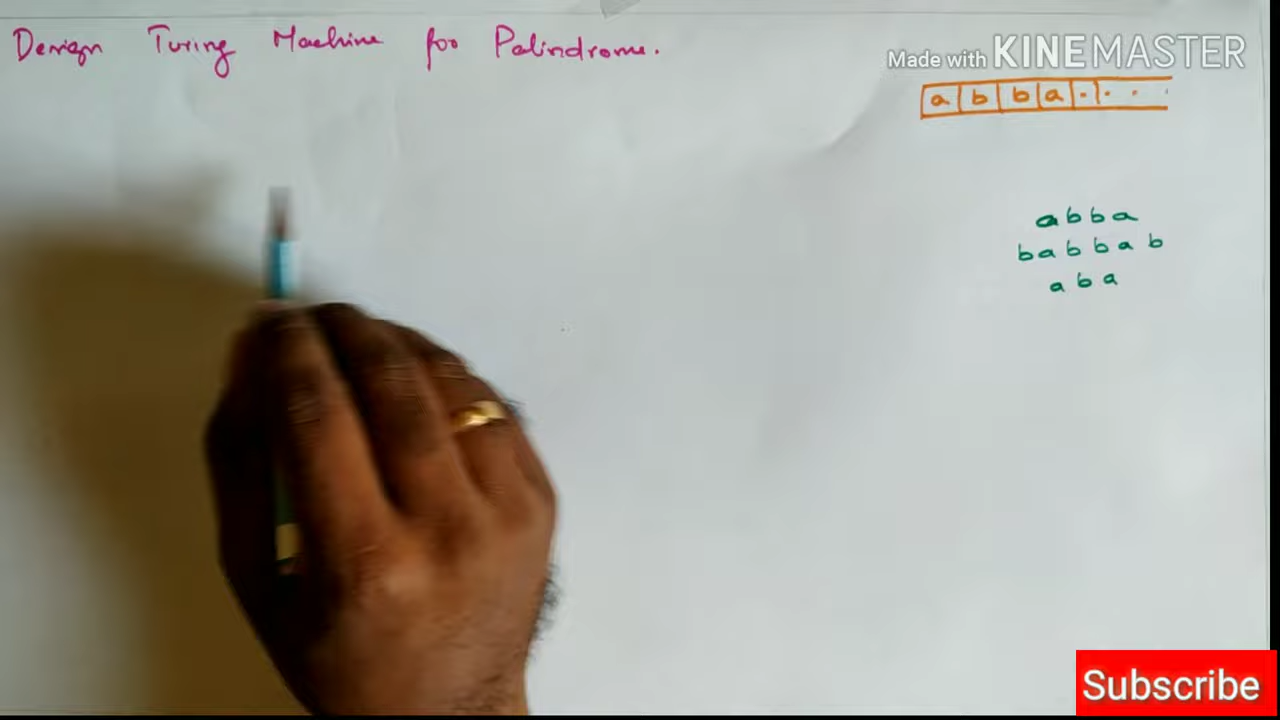 Design Turing Machine for Palindrome.
Made with KINEMASTER
a b b a . . .
a b b a
b a b b a b
a b a
Subscribe